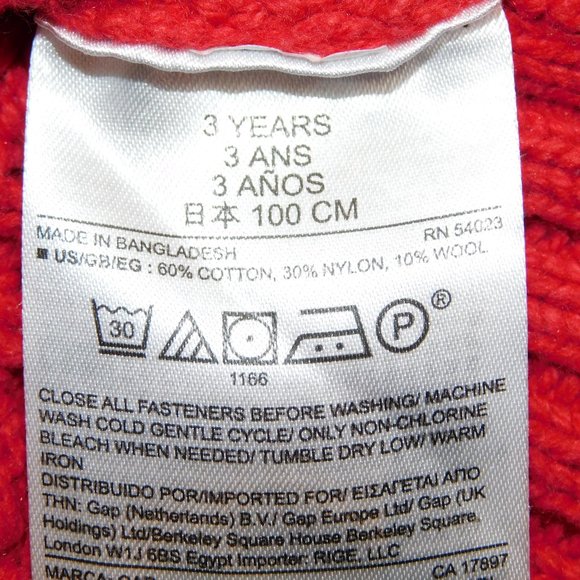 3 YEARS
3 ANS
3 AÑOS
日本 100 CM
MADE IN BANGLADESH RN 54023
US/GB/EG : 60% COTTON, 30% NYLON, 10% WOOL
30 P ®
1166
CLOSE ALL FASTENERS BEFORE WASHING/ MACHINE
WASH COLD GENTLE CYCLE/ ONLY NON-CHLORINE
BLEACH WHEN NEEDED/ TUMBLE DRY LOW/ WARM
IRON
DISTRIBUIDO POR/IMPORTED FOR/ ΕΙΣΑΓΕΤΑΙ ΑΠΟ
THN: Gap (Netherlands) B.V./ Gap Europe Ltd/ Gap (UK
Holdings) Ltd/Berkeley Square House Berkeley Square,
London W1J 6BS Egypt Importer: RIGE, LLC
MARCA: GAP CA 17897